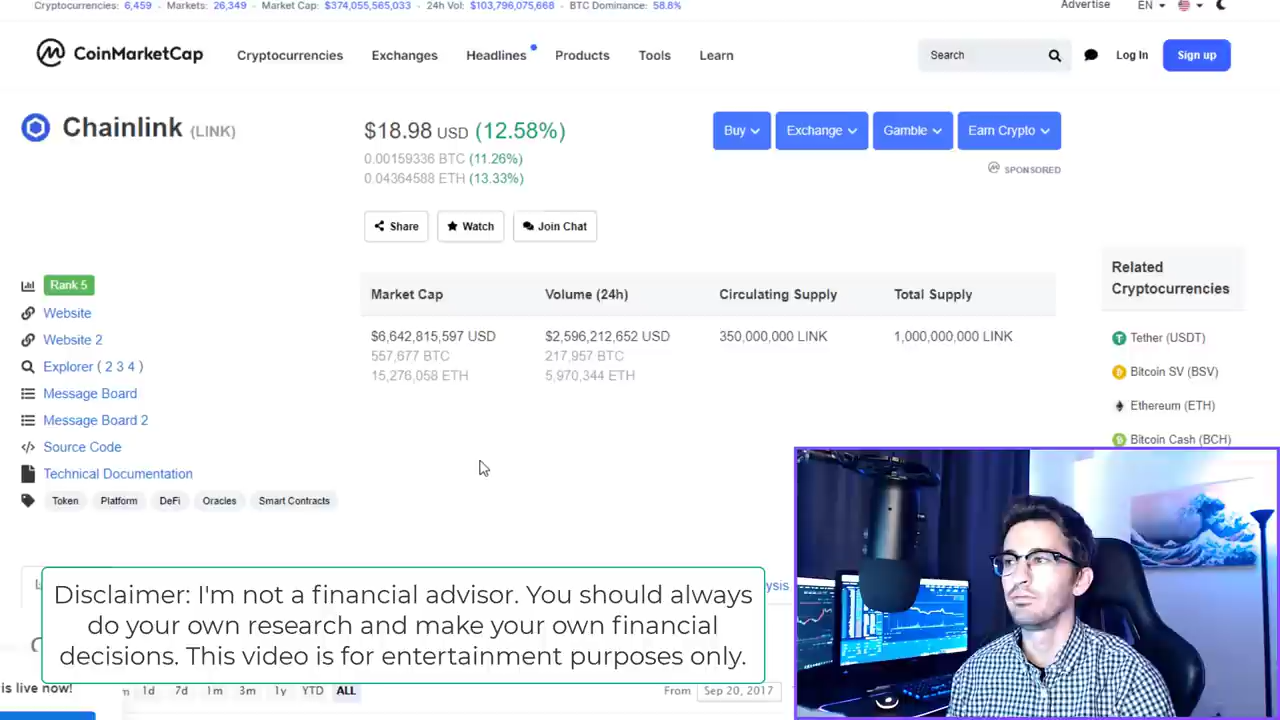 Cryptocurrencies: 6,459 • Markets: 26,349 • Market Cap: $374,055,565,033 • 24h Vol: $103,796,075,668 • BTC Dominance: 58.8%
Advertise EN
CoinMarketCap Cryptocurrencies Exchanges Headlines Products Tools Learn Search Log In Sign up
Chainlink (LINK)
$18.98 USD (12.58%)
0.00159336 BTC (11.26%)
0.04364588 ETH (13.33%)
Buy Exchange Gamble Earn Crypto
SPONSORED
Share Watch Join Chat
Rank 5
Website
Website 2
Explorer ( 2 3 4 )
Message Board
Message Board 2
Source Code
Technical Documentation
Token Platform DeFi Oracles Smart Contracts
Market Cap Volume (24h) Circulating Supply Total Supply
$6,642,815,597 USD $2,596,212,652 USD 350,000,000 LINK 1,000,000,000 LINK
557,677 BTC 217,957 BTC
15,276,058 ETH 5,970,344 ETH
Related
Cryptocurrencies
Tether (USDT)
Bitcoin SV (BSV)
Ethereum (ETH)
Bitcoin Cash (BCH)
Disclaimer: I'm not a financial advisor. You should always
do your own research and make your own financial
decisions. This video is for entertainment purposes only.
is live now!
1d 7d 1m 3m 1y YTD ALL
From Sep 20, 2017